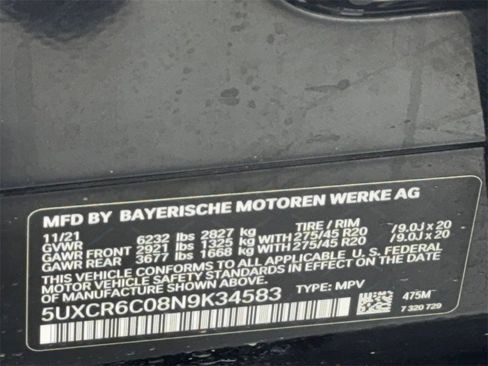 MFD BY BAYERISCHE MOTOREN WERKE AG
11/21 TIRE / RIM
GVWR 6232 lbs 2827 kg
GAWR FRONT 2921 lbs 1325 kg WITH 275/45 R20 /9.0J x 20
GAWR REAR 3677 lbs 1668 kg WITH 275/45 R20 /9.0J x 20
THIS VEHICLE CONFORMS TO ALL APPLICABLE U. S. FEDERAL
MOTOR VEHICLE SAFETY STANDARDS IN EFFECT ON THE DATE
OF MANUFACTURE SHOWN ABOVE.
5UXCR6C08N9K34583 TYPE: MPV 475M
7 320 729